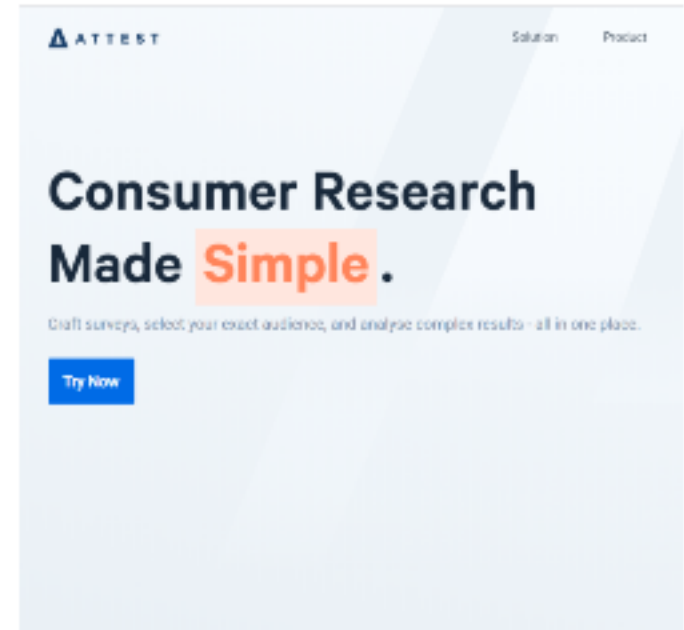 ATTEST
Solution Product
Consumer Research
Made Simple.
Craft surveys, select your exact audience, and analyse complex results - all in one place.
Try Now